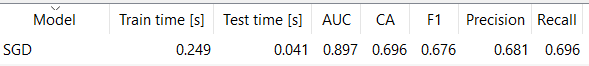 Model Train time [s] Test time [s] AUC CA F1 Precision Recall
SGD 0.249 0.041 0.897 0.696 0.676 0.681 0.696